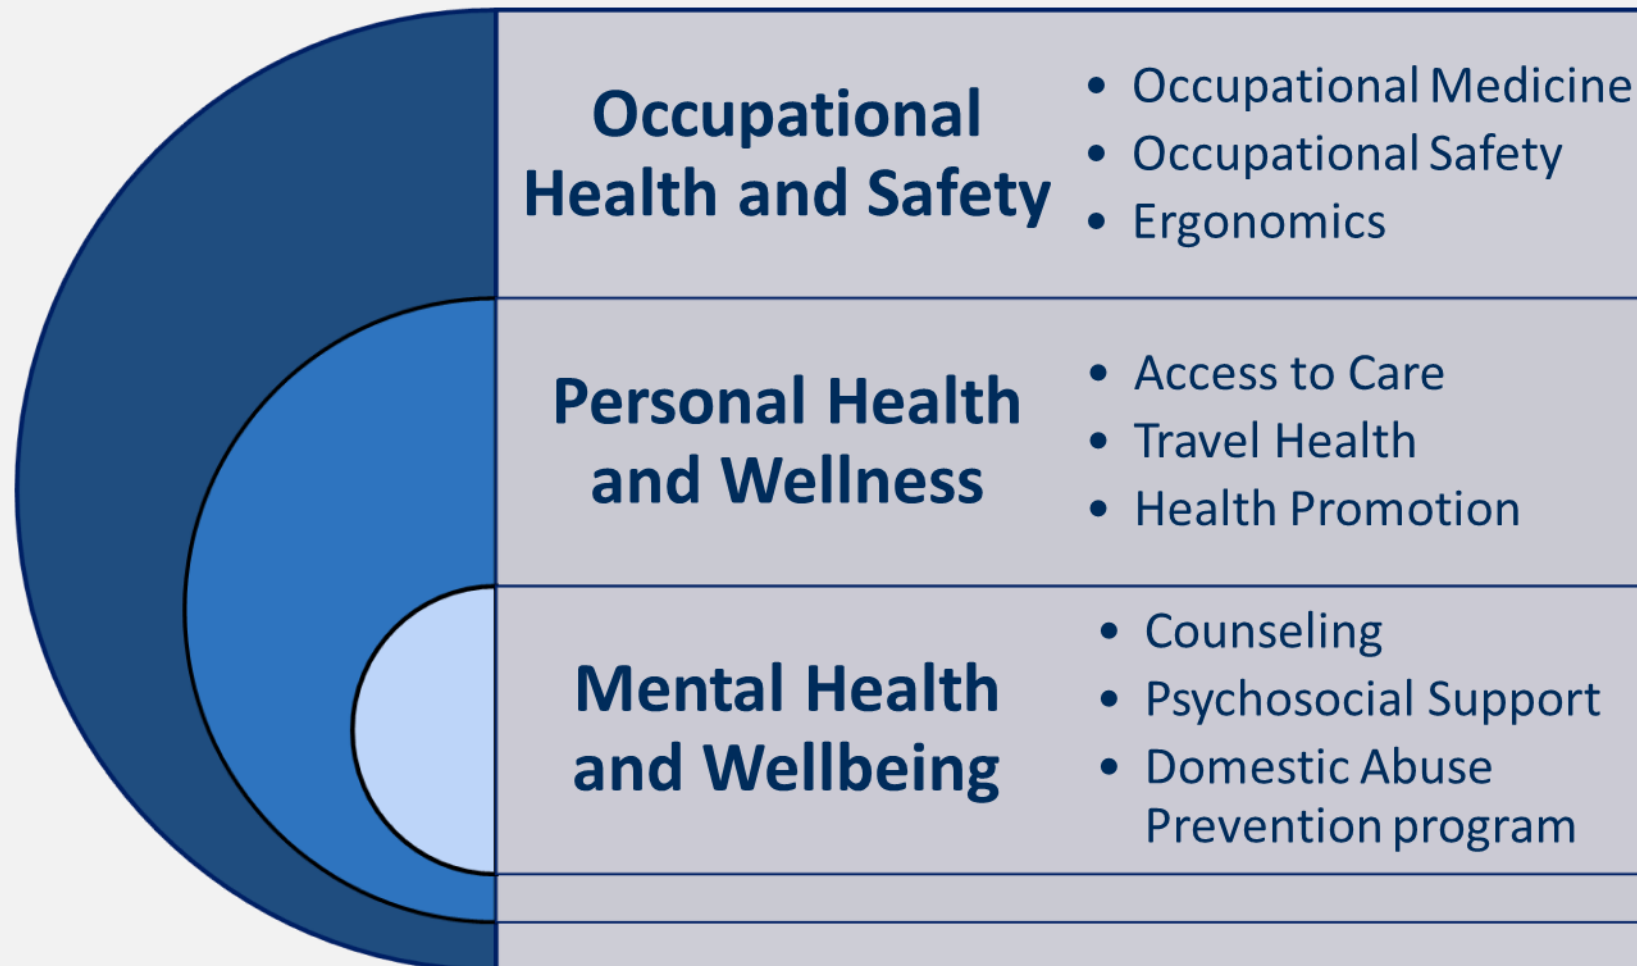 Occupational
Health and Safety
• Occupational Medicine
• Occupational Safety
• Ergonomics
Personal Health
and Wellness
• Access to Care
• Travel Health
• Health Promotion
Mental Health
and Wellbeing
• Counseling
• Psychosocial Support
• Domestic Abuse
Prevention program